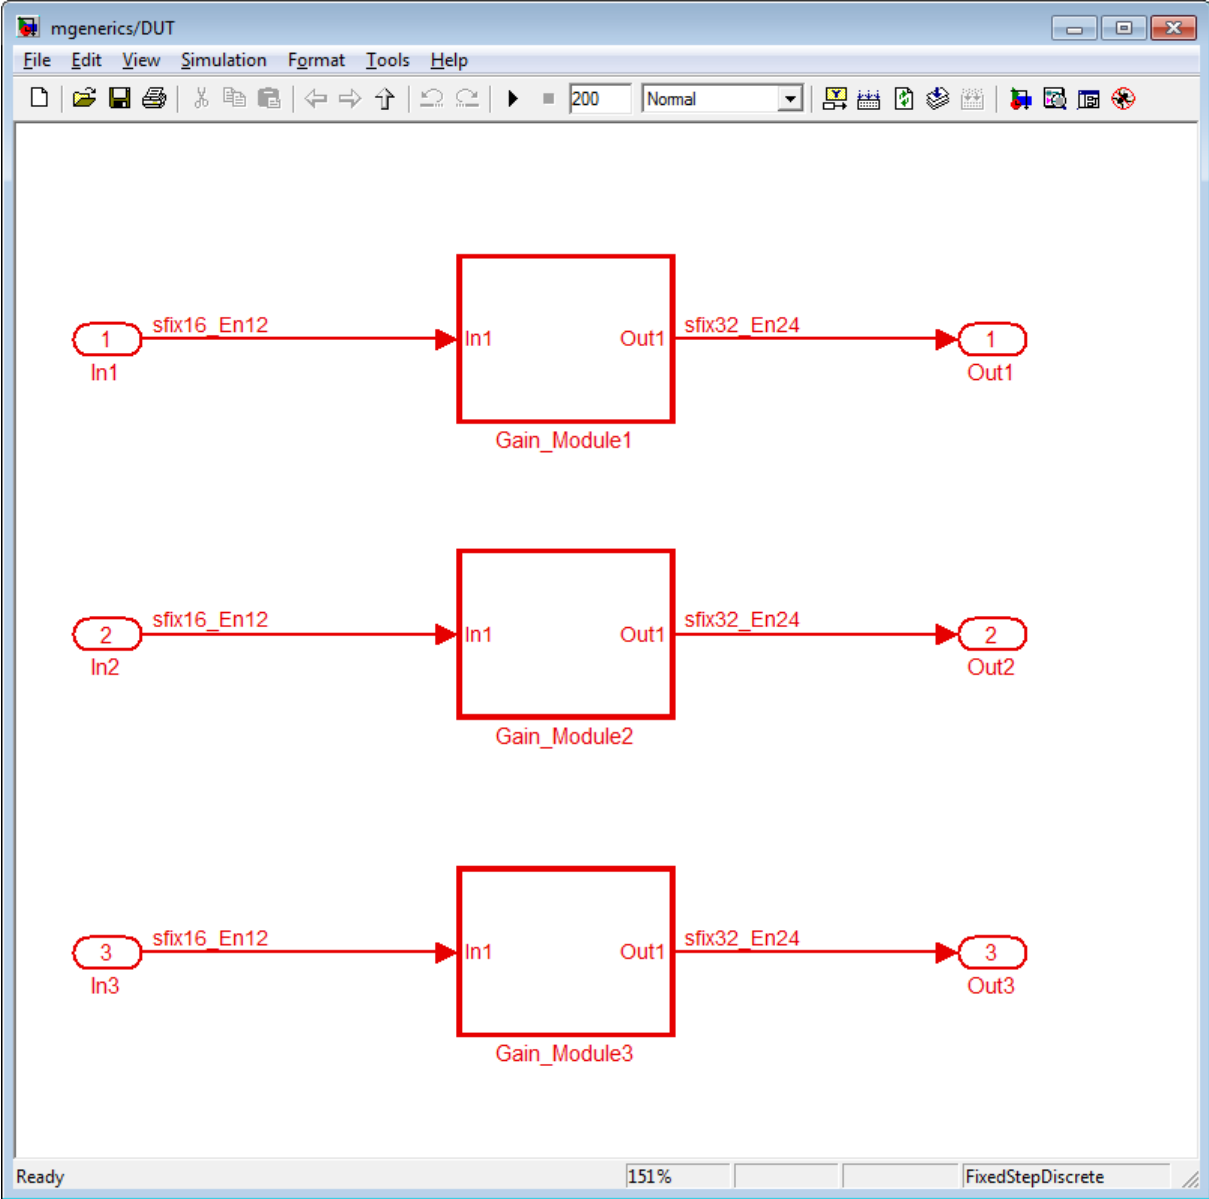 mgenerics/DUT
File Edit View Simulation Format Tools Help
200 Normal
sfix16_En12 sfix32_En24
1 In1 Out1 1
In1 Out1
Gain_Module1
sfix16_En12 sfix32_En24
2 In1 Out1 2
In2 Out2
Gain_Module2
sfix16_En12 sfix32_En24
3 In1 Out1 3
In3 Out3
Gain_Module3
Ready 151% FixedStepDiscrete